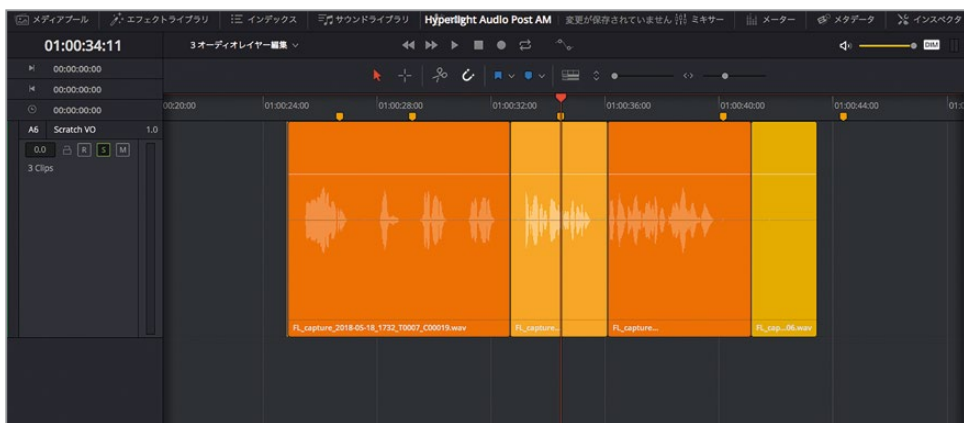 メディアプール エフェクトライブラリ インデックス サウンドライブラリ Hyperlight Audio Post AM 変更が保存されていません ミキサー メーター メタデータ インスペクタ
01:00:34:11 3 オーディオレイヤー編集 DIM
00:00:00:00
00:00:00:00
00:00:00:00
00:20:00 01:00:24:00 01:00:28:00 01:00:32:00 01:00:36:00 01:00:40:00 01:00:44:00
A6 Scratch VO 1.0
0.0 R S M
3 Clips
FL_capture_2018-05-18_1732_T0007_C00019.wav FL_capture... FL_capture... FL_cap...06.wav